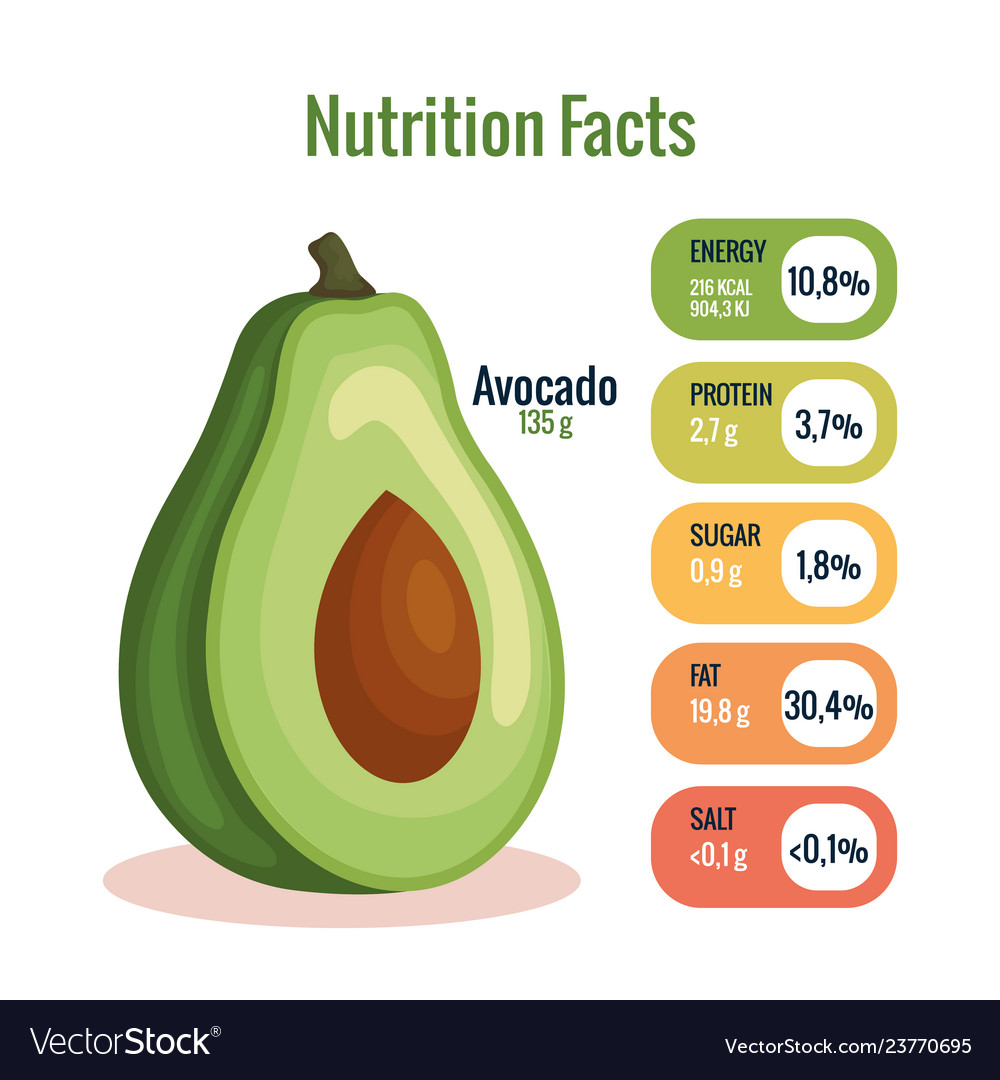 Nutrition Facts
Avocado
135 g
ENERGY
216 KCAL
904,3 KJ
10,8%
PROTEIN
2,7 g
3,7%
SUGAR
0,9 g
1,8%
FAT
19,8 g
30,4%
SALT
<0,1 g
<0,1%
VectorStock®
VectorStock.com/23770695